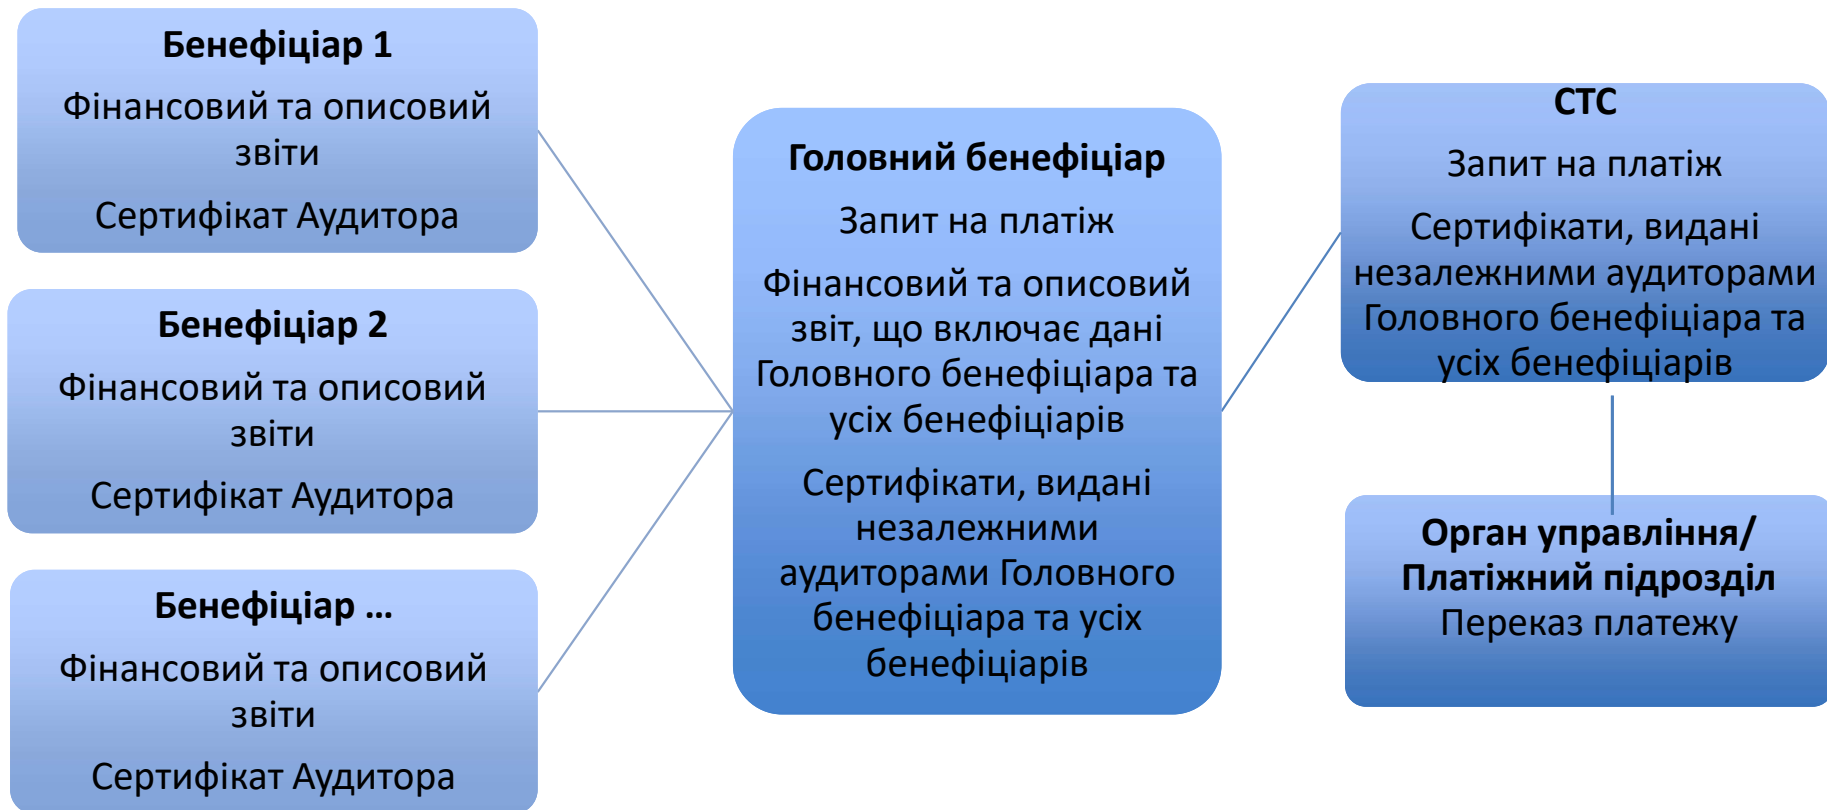 Бенефіціар 1
Фінансовий та описовий
звіти
Сертифікат Аудитора
Бенефіціар 2
Фінансовий та описовий
звіти
Сертифікат Аудитора
Бенефіціар ...
Фінансовий та описовий
звіти
Сертифікат Аудитора
Головний бенефіціар
Запит на платіж
Фінансовий та описовий
звіт, що включає дані
Головного бенефіціара та
усіх бенефіціарів
Сертифікати, видані
незалежними
аудиторами Головного
бенефіціара та усіх
бенефіціарів
СТС
Запит на платіж
Сертифікати, видані
незалежними аудиторами
Головного бенефіціара та
усіх бенефіціарів
Орган управління/
Платіжний підрозділ
Переказ платежу